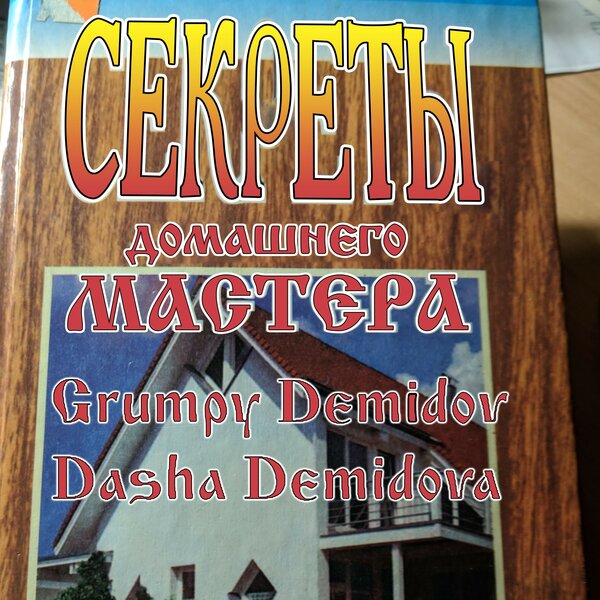 СЕКРЕТЫ
ДОМАШНЕГО
МАСТЕРА
Grumpy Demidov
Dasha Demidova